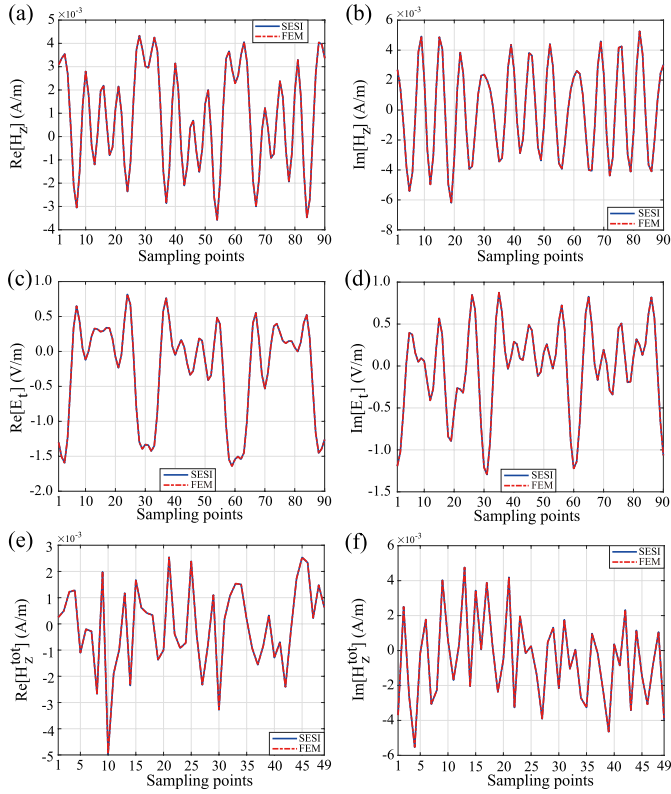 (a)
×10⁻³
5
4
3
2
1
0
-1
-2
-3
-4
Re[H_z] (A/m)
SESI
FEM
1 10 20 30 40 50 60 70 80 90
Sampling points
(b)
×10⁻³
6
4
2
0
-2
-4
-6
-8
Im[H_z] (A/m)
SESI
FEM
1 10 20 30 40 50 60 70 80 90
Sampling points
(c)
1.0
0.5
0.0
-0.5
-1.0
-1.5
-2.0
Re[E_t] (V/m)
SESI
FEM
1 10 20 30 40 50 60 70 80 90
Sampling points
(d)
1.0
0.5
0.0
-0.5
-1.0
-1.5
Im[E_t] (V/m)
SESI
FEM
1 10 20 30 40 50 60 70 80 90
Sampling points
(e)
×10⁻³
3
2
1
0
-1
-2
-3
-4
-5
Re[H_z^tot] (A/m)
SESI
FEM
1 5 10 15 20 25 30 35 40 45 49
Sampling points
(f)
×10⁻³
6
4
2
0
-2
-4
-6
Im[H_z^tot] (A/m)
SESI
FEM
1 5 10 15 20 25 30 35 40 45 49
Sampling points